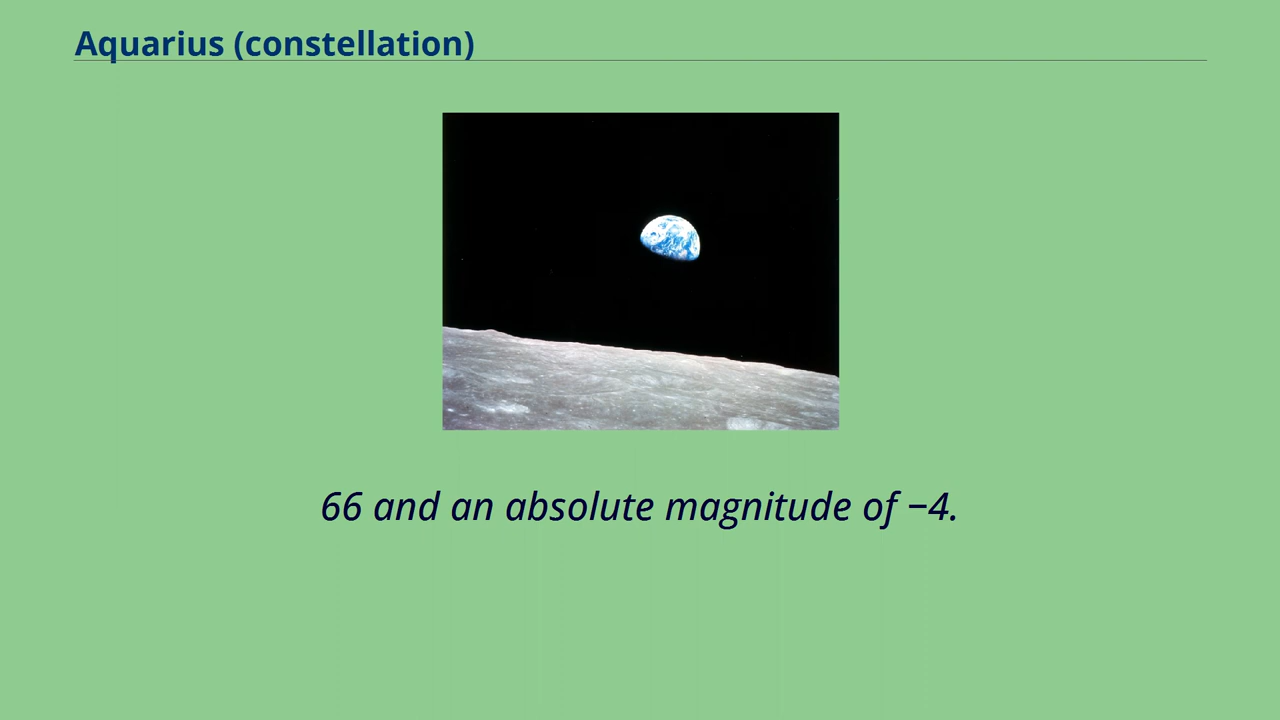 Aquarius (constellation)
66 and an absolute magnitude of −4.